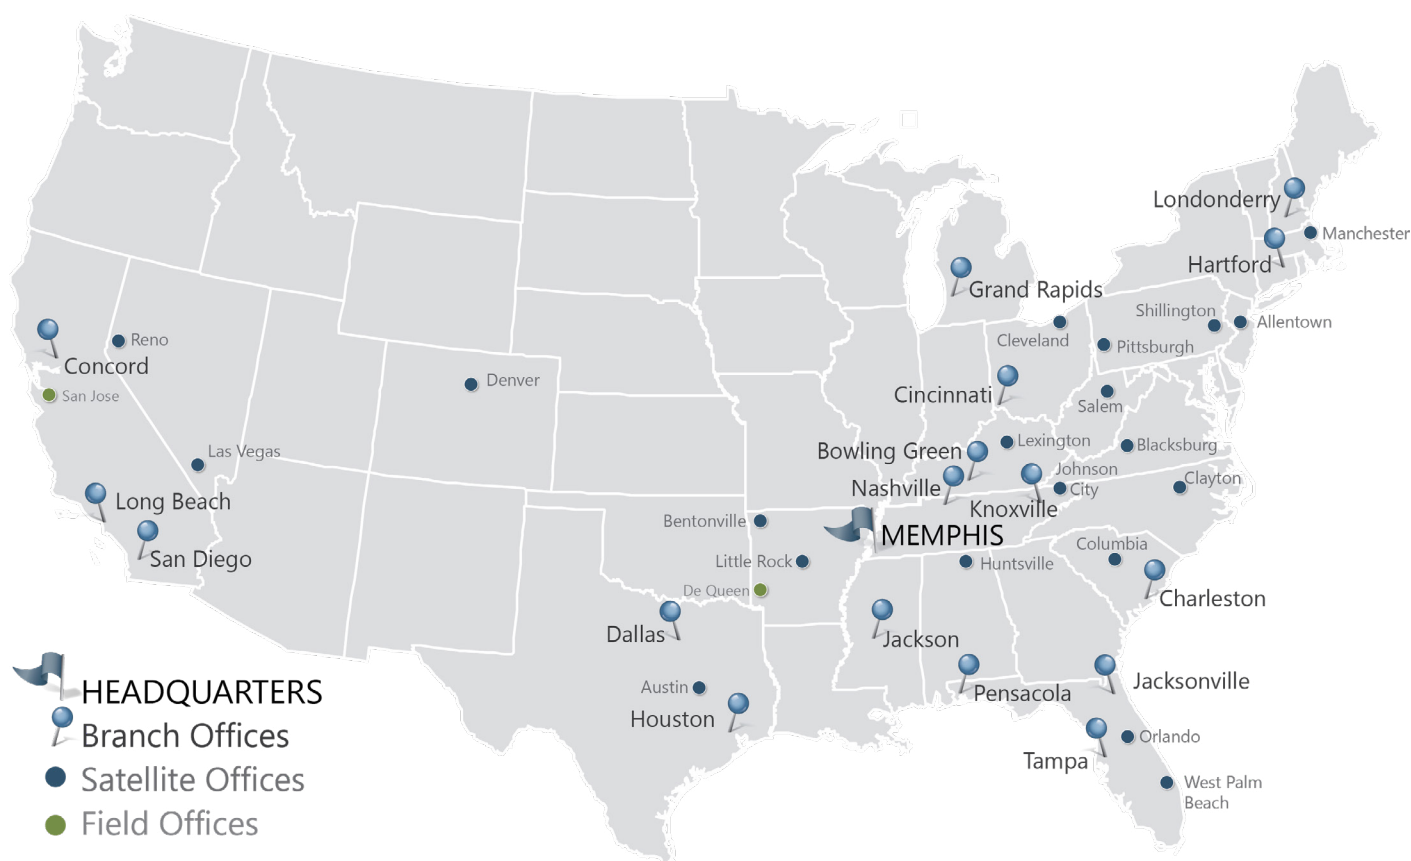 Londonderry
Manchester
Hartford
Grand Rapids
Shillington
Allentown
Cleveland
Pittsburgh
Reno
Concord
San Jose
Denver
Cincinnati
Salem
Las Vegas
Bowling Green
Lexington
Blacksburg
Long Beach
Nashville
Johnson
City
Clayton
Knoxville
San Diego
Bentonville
MEMPHIS
Little Rock
Huntsville
Columbia
De Queen
Charleston
Dallas
Jackson
Austin
Pensacola
Jacksonville
Houston
Orlando
Tampa
West Palm
Beach
HEADQUARTERS
Branch Offices
Satellite Offices
Field Offices